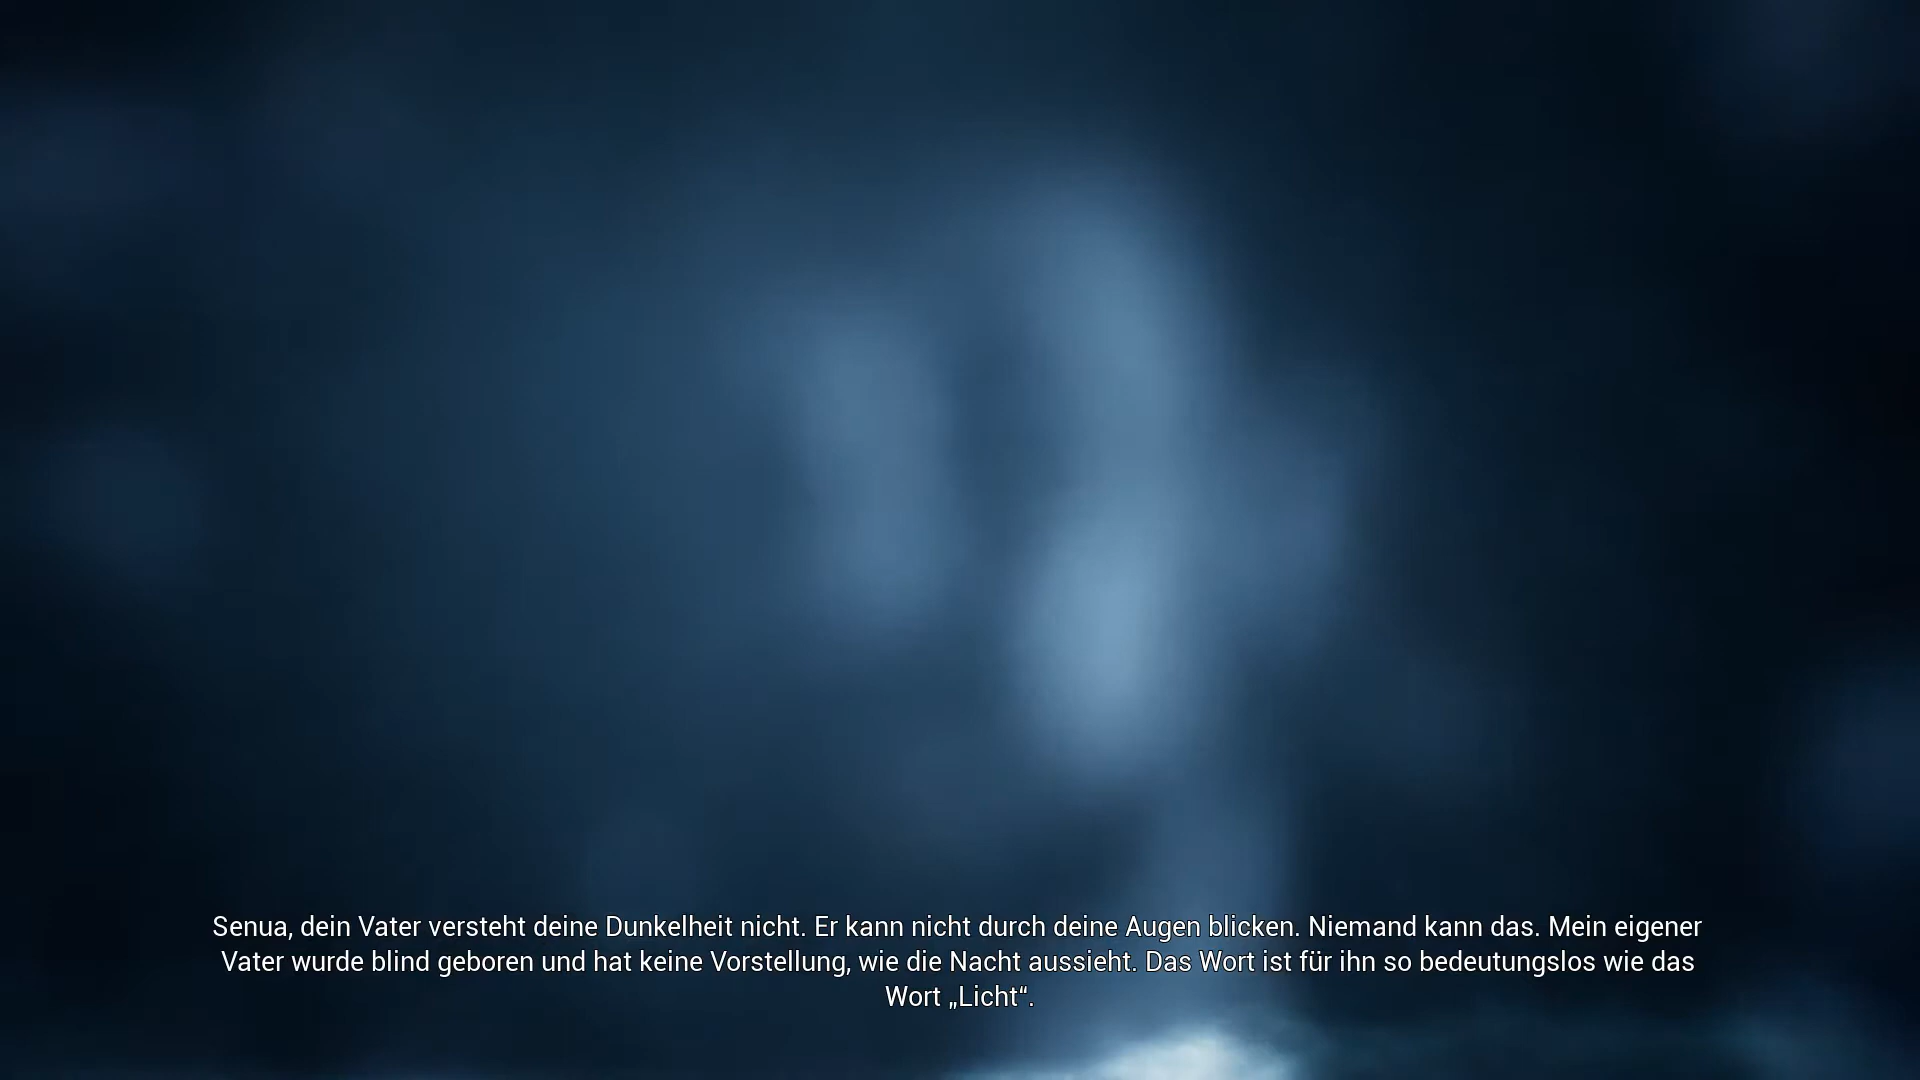 Senua, dein Vater versteht deine Dunkelheit nicht. Er kann nicht durch deine Augen blicken. Niemand kann das. Mein eigener
Vater wurde blind geboren und hat keine Vorstellung, wie die Nacht aussieht. Das Wort ist für ihn so bedeutungslos wie das
Wort „Licht“.